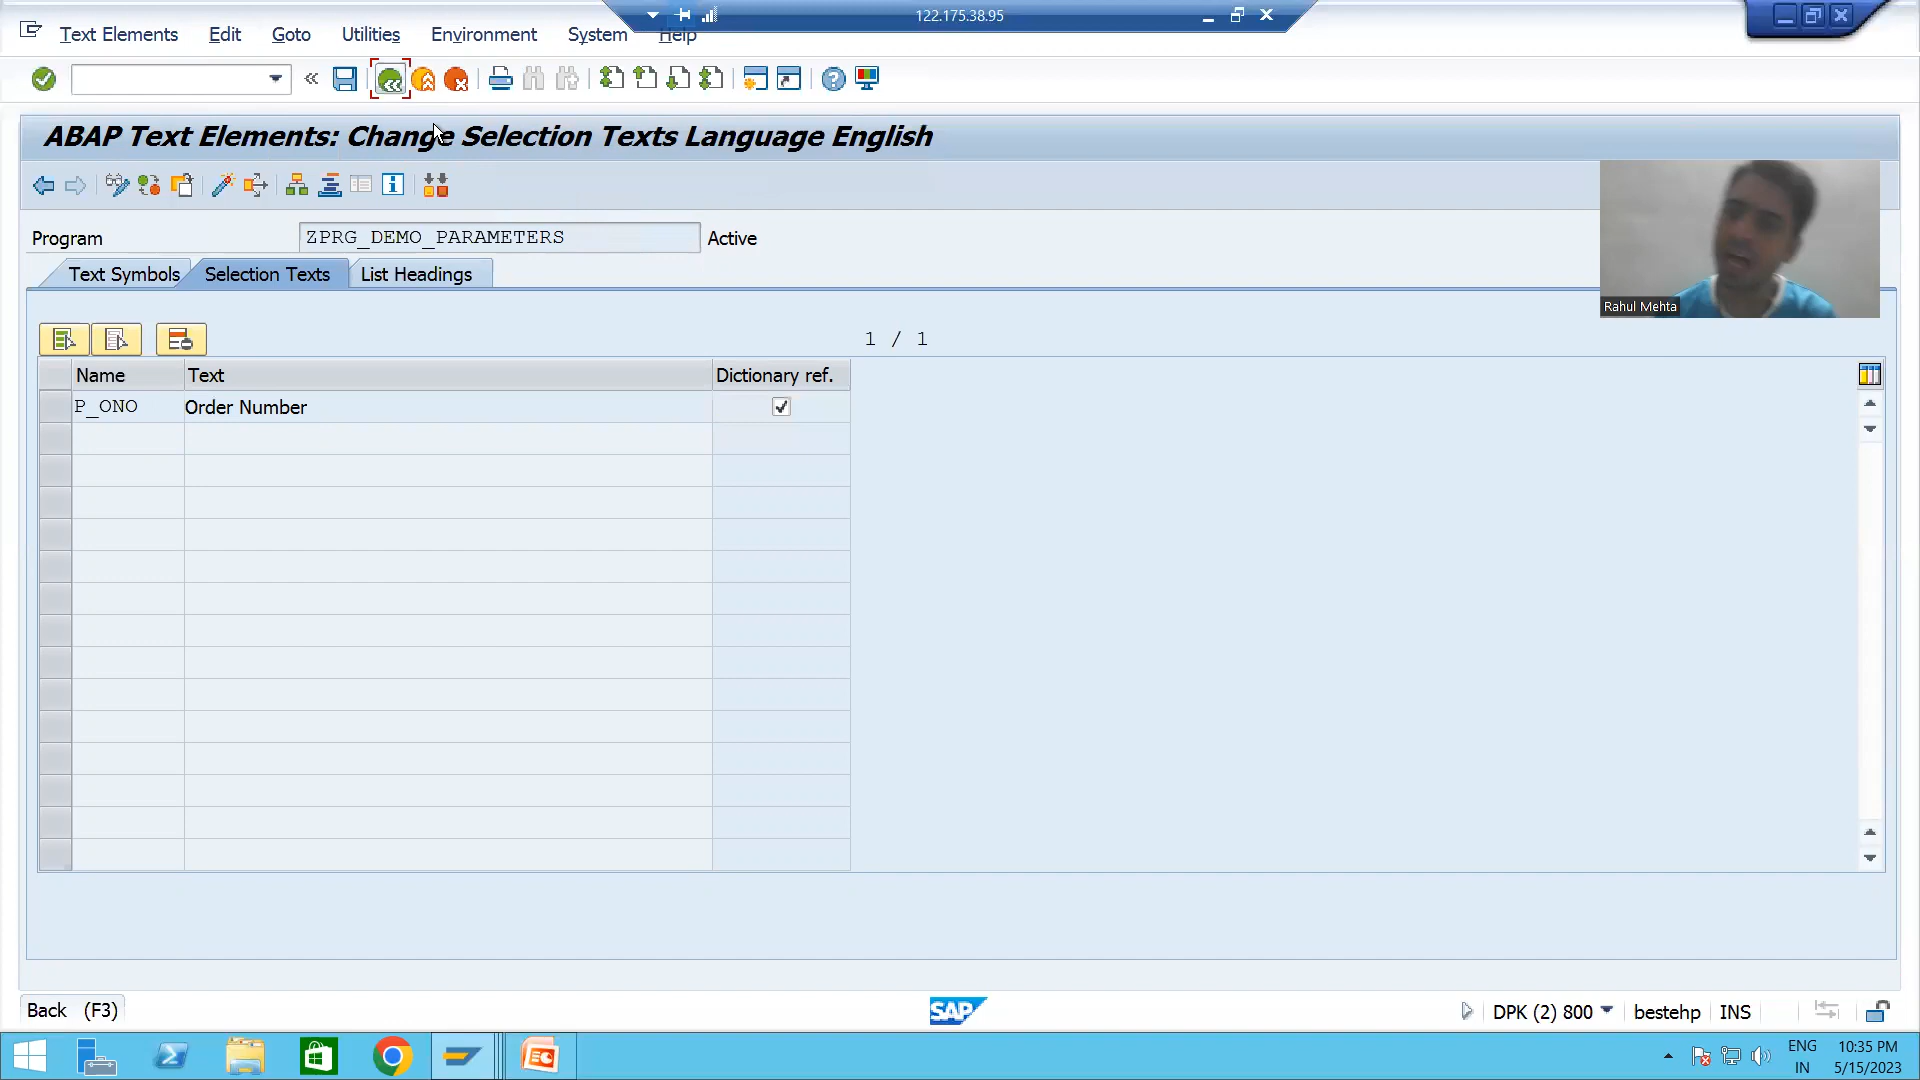 122.175.38.95
Text Elements Edit Goto Utilities Environment System Help
ABAP Text Elements: Change Selection Texts Language English
Program ZPRG_DEMO_PARAMETERS Active
Text Symbols Selection Texts List Headings
Rahul Mehta
1 / 1
Name Text Dictionary ref.
P_ONO Order Number
Back (F3) SAP DPK (2) 800 bestehp INS
ENG 10:35 PM
IN 5/15/2023